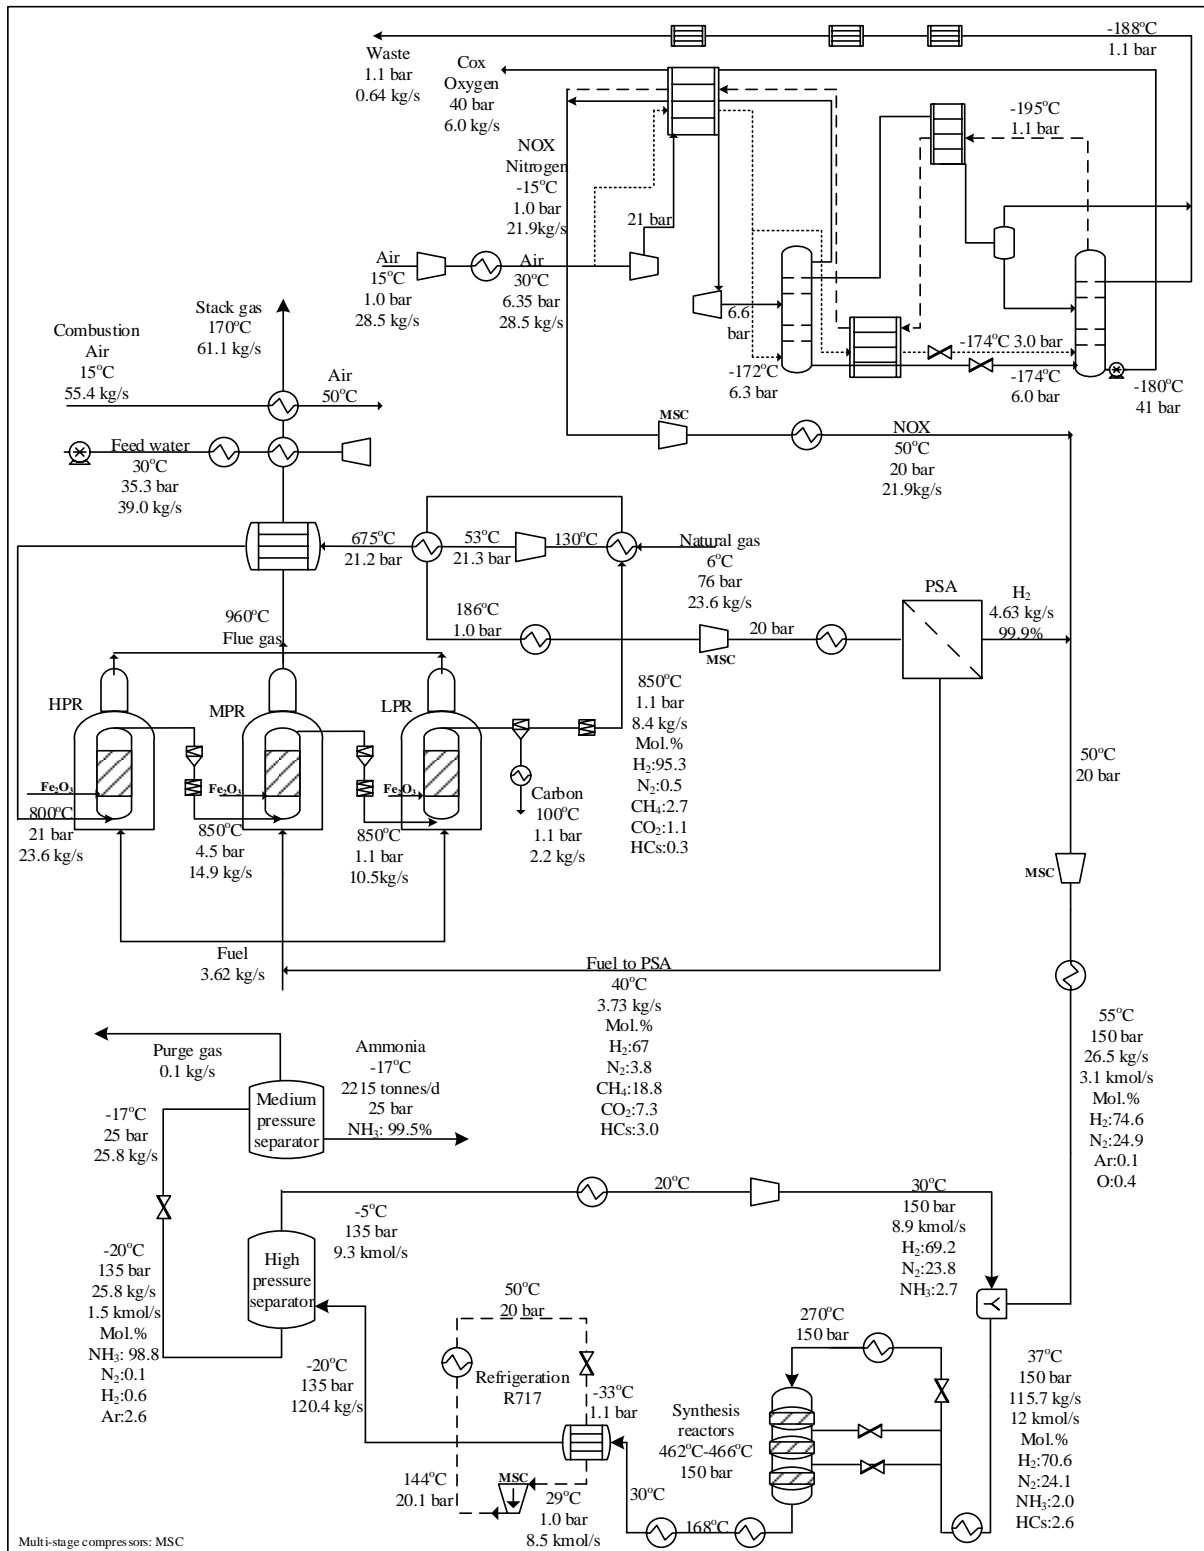 -188°C
1.1 bar
Waste
1.1 bar
0.64 kg/s
Cox
Oxygen
40 bar
6.0 kg/s
-195°C
1.1 bar
NOX
Nitrogen
-15°C
1.0 bar
21.9kg/s
21 bar
Air
15°C
1.0 bar
28.5 kg/s
Air
30°C
6.35 bar
28.5 kg/s
6.6
bar
-172°C
6.3 bar
-174°C 3.0 bar
-174°C
6.0 bar
-180°C
41 bar
Stack gas
170°C
61.1 kg/s
Combustion
Air
15°C
55.4 kg/s
Air
50°C
MSC
NOX
50°C
20 bar
21.9kg/s
Feed water
30°C
35.3 bar
39.0 kg/s
675°C
21.2 bar
53°C
21.3 bar
130°C
Natural gas
6°C
76 bar
23.6 kg/s
186°C
1.0 bar
MSC
20 bar
PSA
H₂
4.63 kg/s
99.9%
960°C
Flue gas
HPR
MPR
LPR
850°C
1.1 bar
8.4 kg/s
Mol.%
H₂:95.3
N₂:0.5
CH₄:2.7
CO₂:1.1
HCs:0.3
50°C
20 bar
Fe₂O₃
Fe₂O₃
Fe₂O₃
800°C
21 bar
23.6 kg/s
850°C
4.5 bar
14.9 kg/s
850°C
1.1 bar
10.5kg/s
Carbon
100°C
1.1 bar
2.2 kg/s
MSC
Fuel
3.62 kg/s
Fuel to PSA
40°C
3.73 kg/s
Mol.%
H₂:67
N₂:3.8
CH₄:18.8
CO₂:7.3
HCs:3.0
55°C
150 bar
26.5 kg/s
3.1 kmol/s
Mol.%
H₂:74.6
N₂:24.9
Ar:0.1
O:0.4
Purge gas
0.1 kg/s
Ammonia
-17°C
2215 tonnes/d
25 bar
NH₃: 99.5%
Medium
pressure
separator
-17°C
25 bar
25.8 kg/s
-5°C
135 bar
9.3 kmol/s
20°C
30°C
150 bar
8.9 kmol/s
H₂:69.2
N₂:23.8
NH₃:2.7
-20°C
135 bar
25.8 kg/s
1.5 kmol/s
Mol.%
NH₃: 98.8
N₂:0.1
H₂:0.6
Ar:2.6
High
pressure
separator
50°C
20 bar
Refrigeration
R717
-20°C
135 bar
120.4 kg/s
-33°C
1.1 bar
270°C
150 bar
Synthesis
reactors
462°C-466°C
150 bar
37°C
150 bar
115.7 kg/s
12 kmol/s
Mol.%
H₂:70.6
N₂:24.1
NH₃:2.0
HCs:2.6
144°C
20.1 bar
MSC
29°C
1.0 bar
8.5 kmol/s
30°C
168°C
Multi-stage compressors: MSC